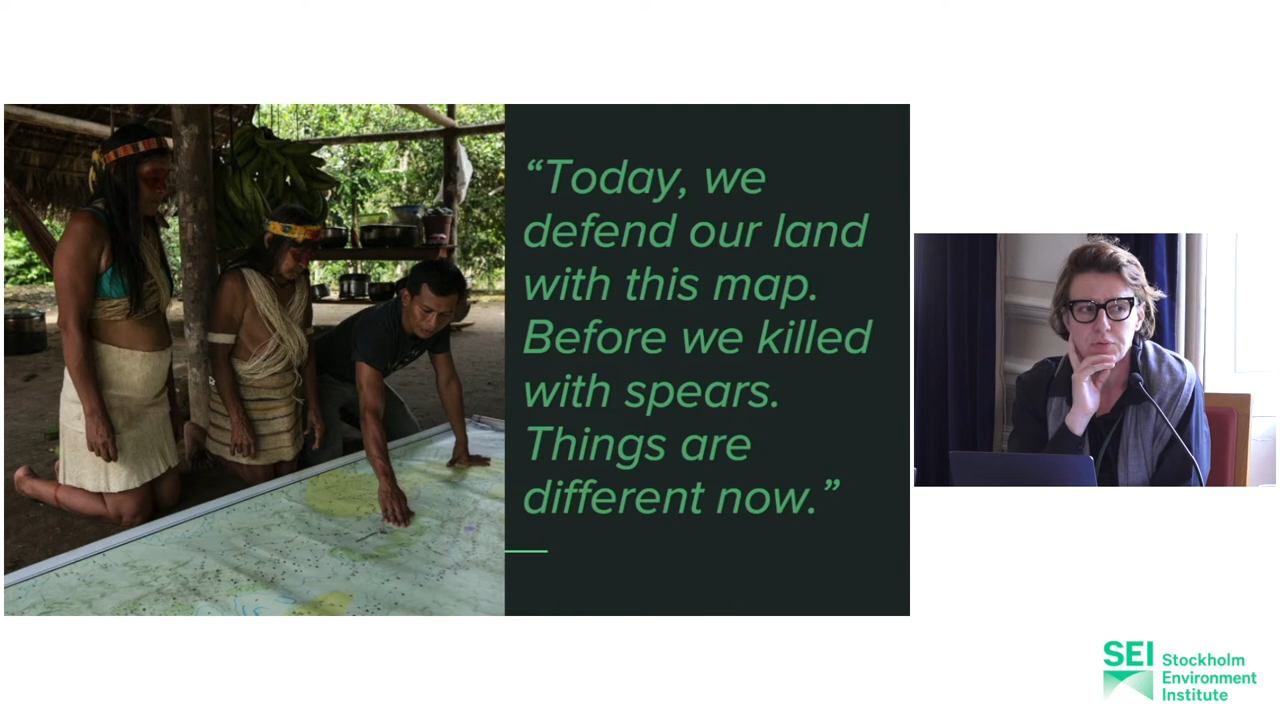 “Today, we
defend our land
with this map.
Before we killed
with spears.
Things are
different now.”
SEI Stockholm
Environment
Institute